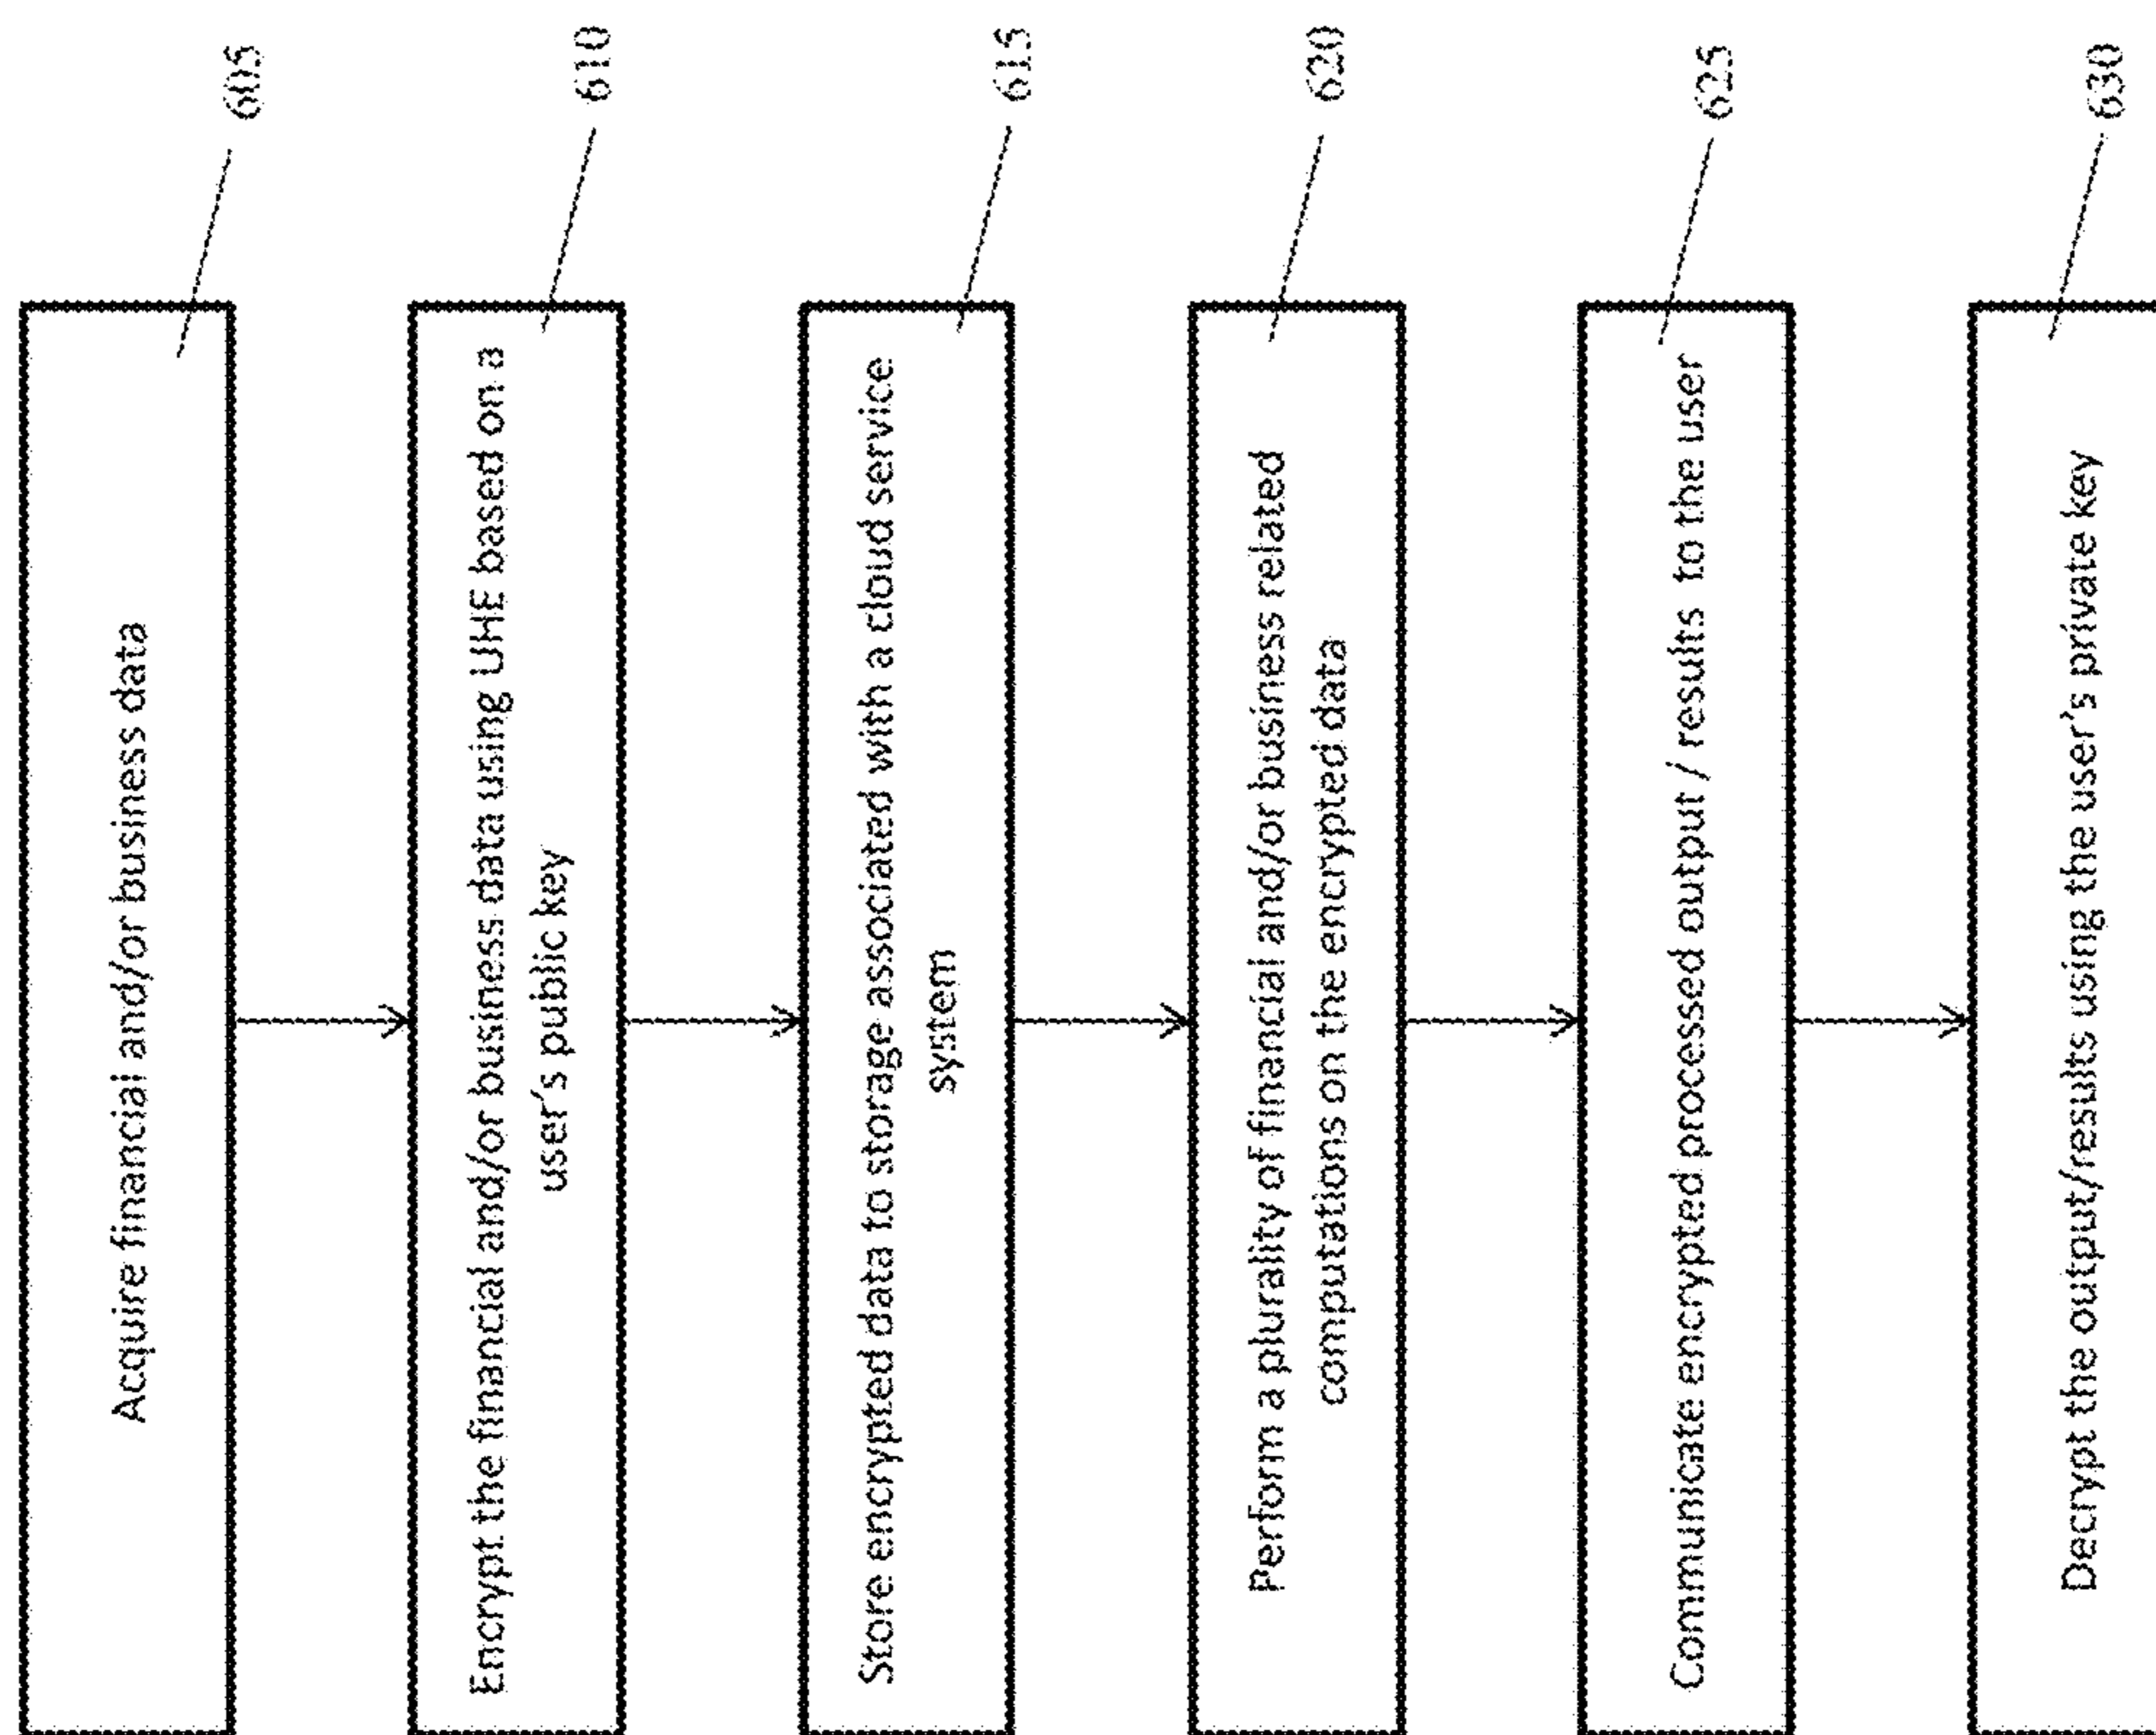 Acquire financial and/or business data
605
Encrypt the financial and/or business data using UHE based on a
user's public key
610
Store encrypted data to storage associated with a cloud service
system
615
Perform a plurality of financial and/or business related
computations on the encrypted data
620
Communicate encrypted processed output / results to the user
625
Decrypt the output/results using the user's private key
630